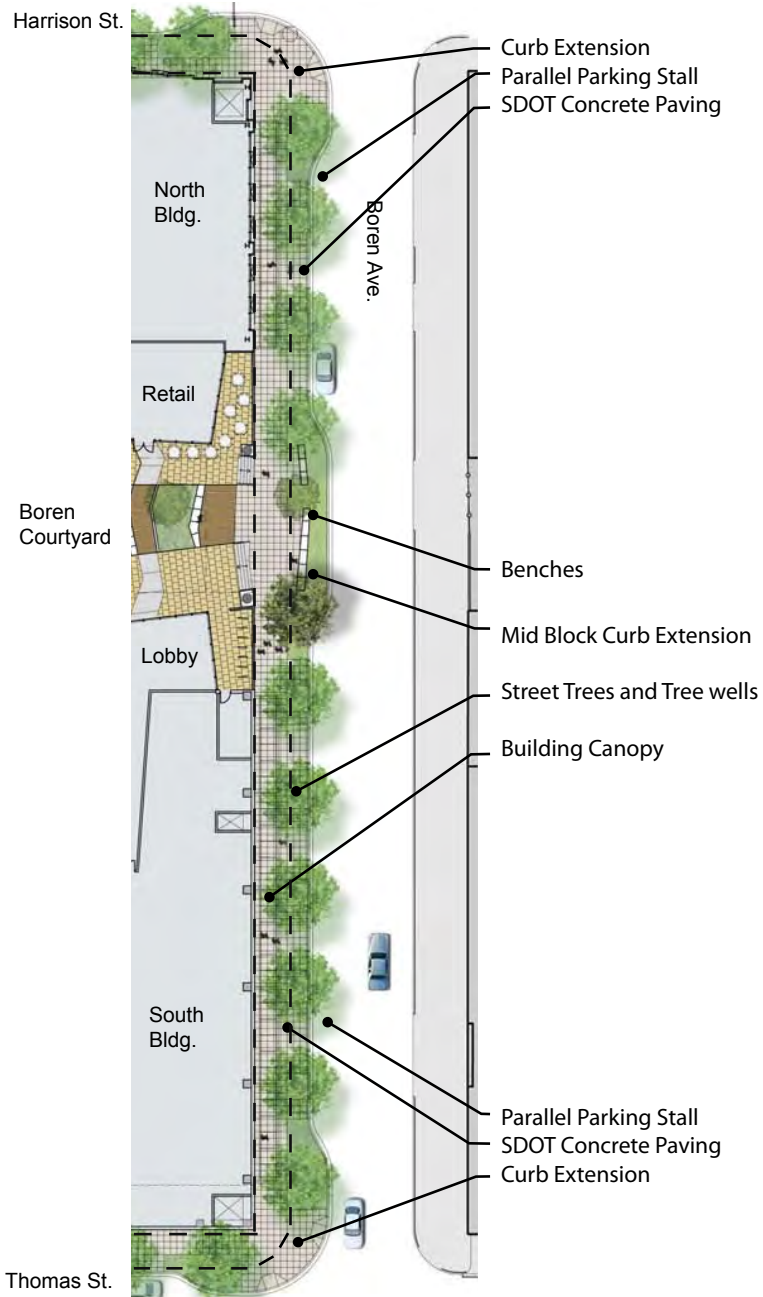 Harrison St.
Curb Extension
Parallel Parking Stall
SDOT Concrete Paving
North
Bldg.
Boren Ave.
Retail
Boren
Courtyard
Benches
Mid Block Curb Extension
Lobby
Street Trees and Tree wells
Building Canopy
South
Bldg.
Parallel Parking Stall
SDOT Concrete Paving
Curb Extension
Thomas St.